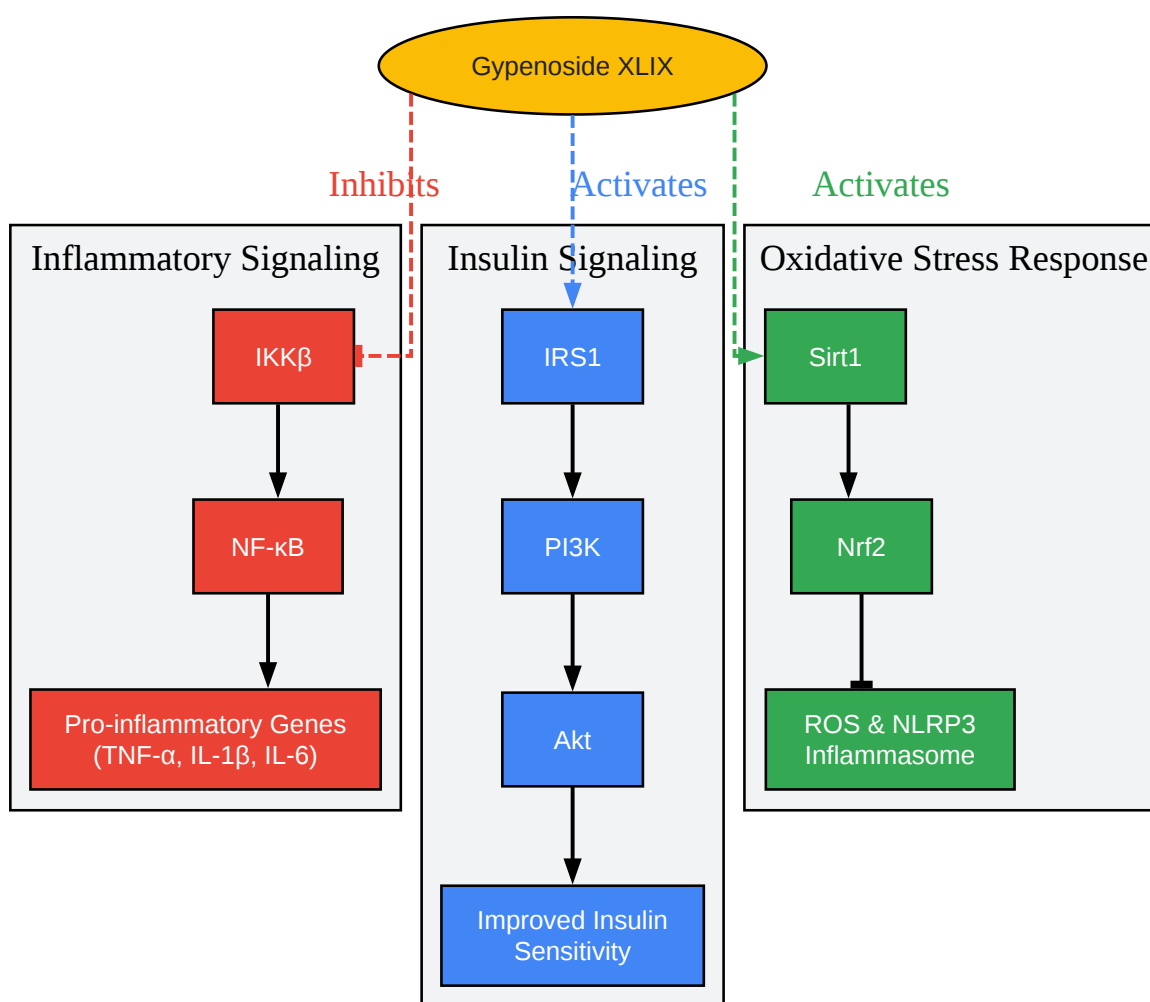 Gypenoside XLIX
Inhibits
Activates
Activates
Inflammatory Signaling
IKKβ
NF-κB
Pro-inflammatory Genes
(TNF-α, IL-1β, IL-6)
Insulin Signaling
IRS1
PI3K
Akt
Improved Insulin
Sensitivity
Oxidative Stress Response
Sirt1
Nrf2
ROS & NLRP3
Inflammasome